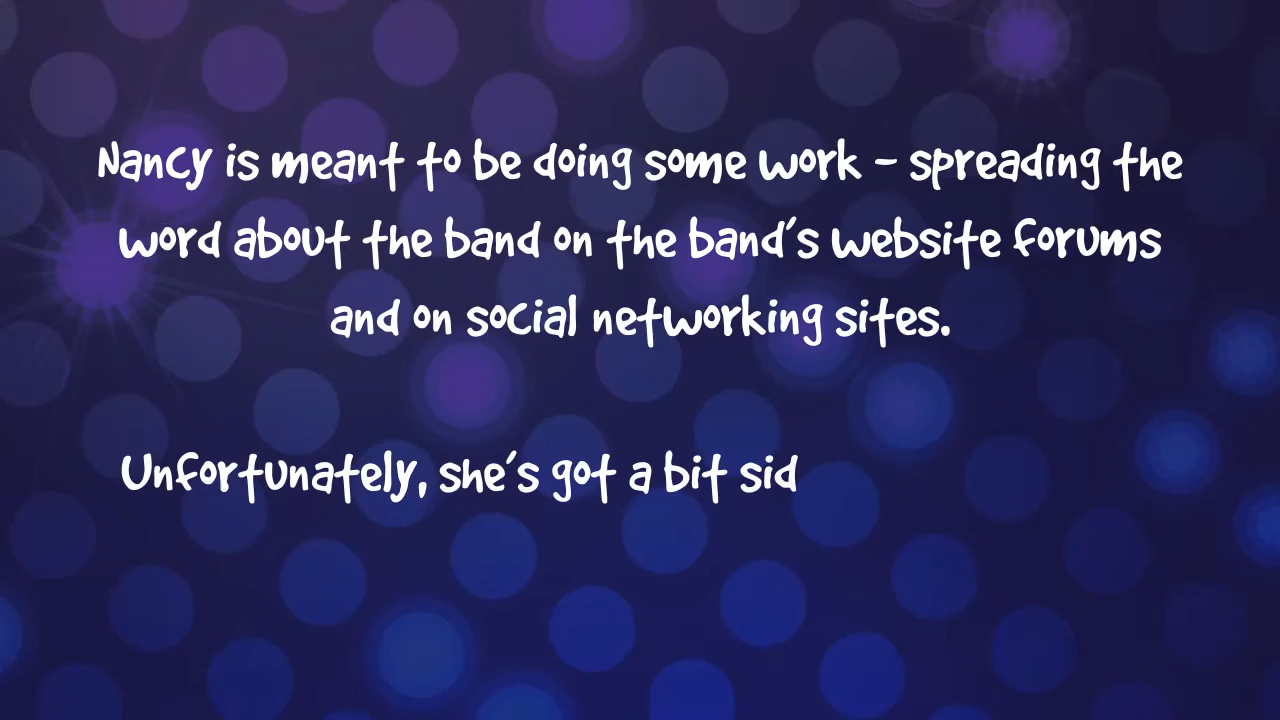 Nancy is meant to be doing some work - spreading the
word about the band on the band's website forums
and on social networking sites.
Unfortunately, she's got a bit sid